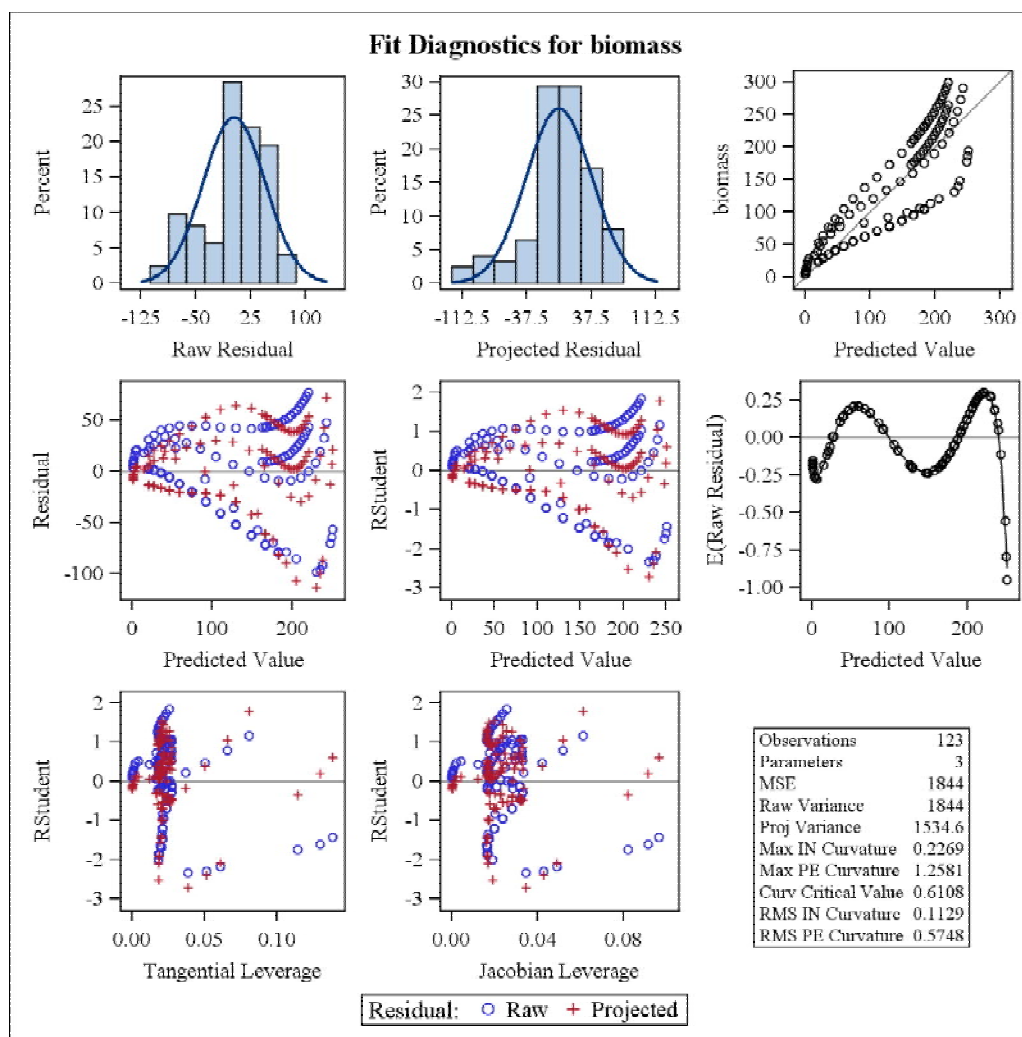 Fit Diagnostics for biomass
Percent
25
20
15
10
5
0
-125 -50 25 100
Raw Residual
Percent
30
25
20
15
10
5
0
-112.5 -37.5 37.5 112.5
Projected Residual
biomass
300
250
200
150
100
50
0
0 100 200 300
Predicted Value
Residual
50
0
-50
-100
0 100 200
Predicted Value
RStudent
2
1
0
-1
-2
-3
0 50 100 150 200 250
Predicted Value
E(Raw Residual)
0.25
0.00
-0.25
-0.50
-0.75
-1.00
0 100 200
Predicted Value
RStudent
2
1
0
-1
-2
-3
0.00 0.05 0.10
Tangential Leverage
RStudent
2
1
0
-1
-2
-3
0.00 0.04 0.08
Jacobian Leverage
Observations 123
Parameters 3
MSE 1844
Raw Variance 1844
Proj Variance 1534.6
Max IN Curvature 0.2269
Max PE Curvature 1.2581
Curv Critical Value 0.6108
RMS IN Curvature 0.1129
RMS PE Curvature 0.5748
Residual: Raw Projected